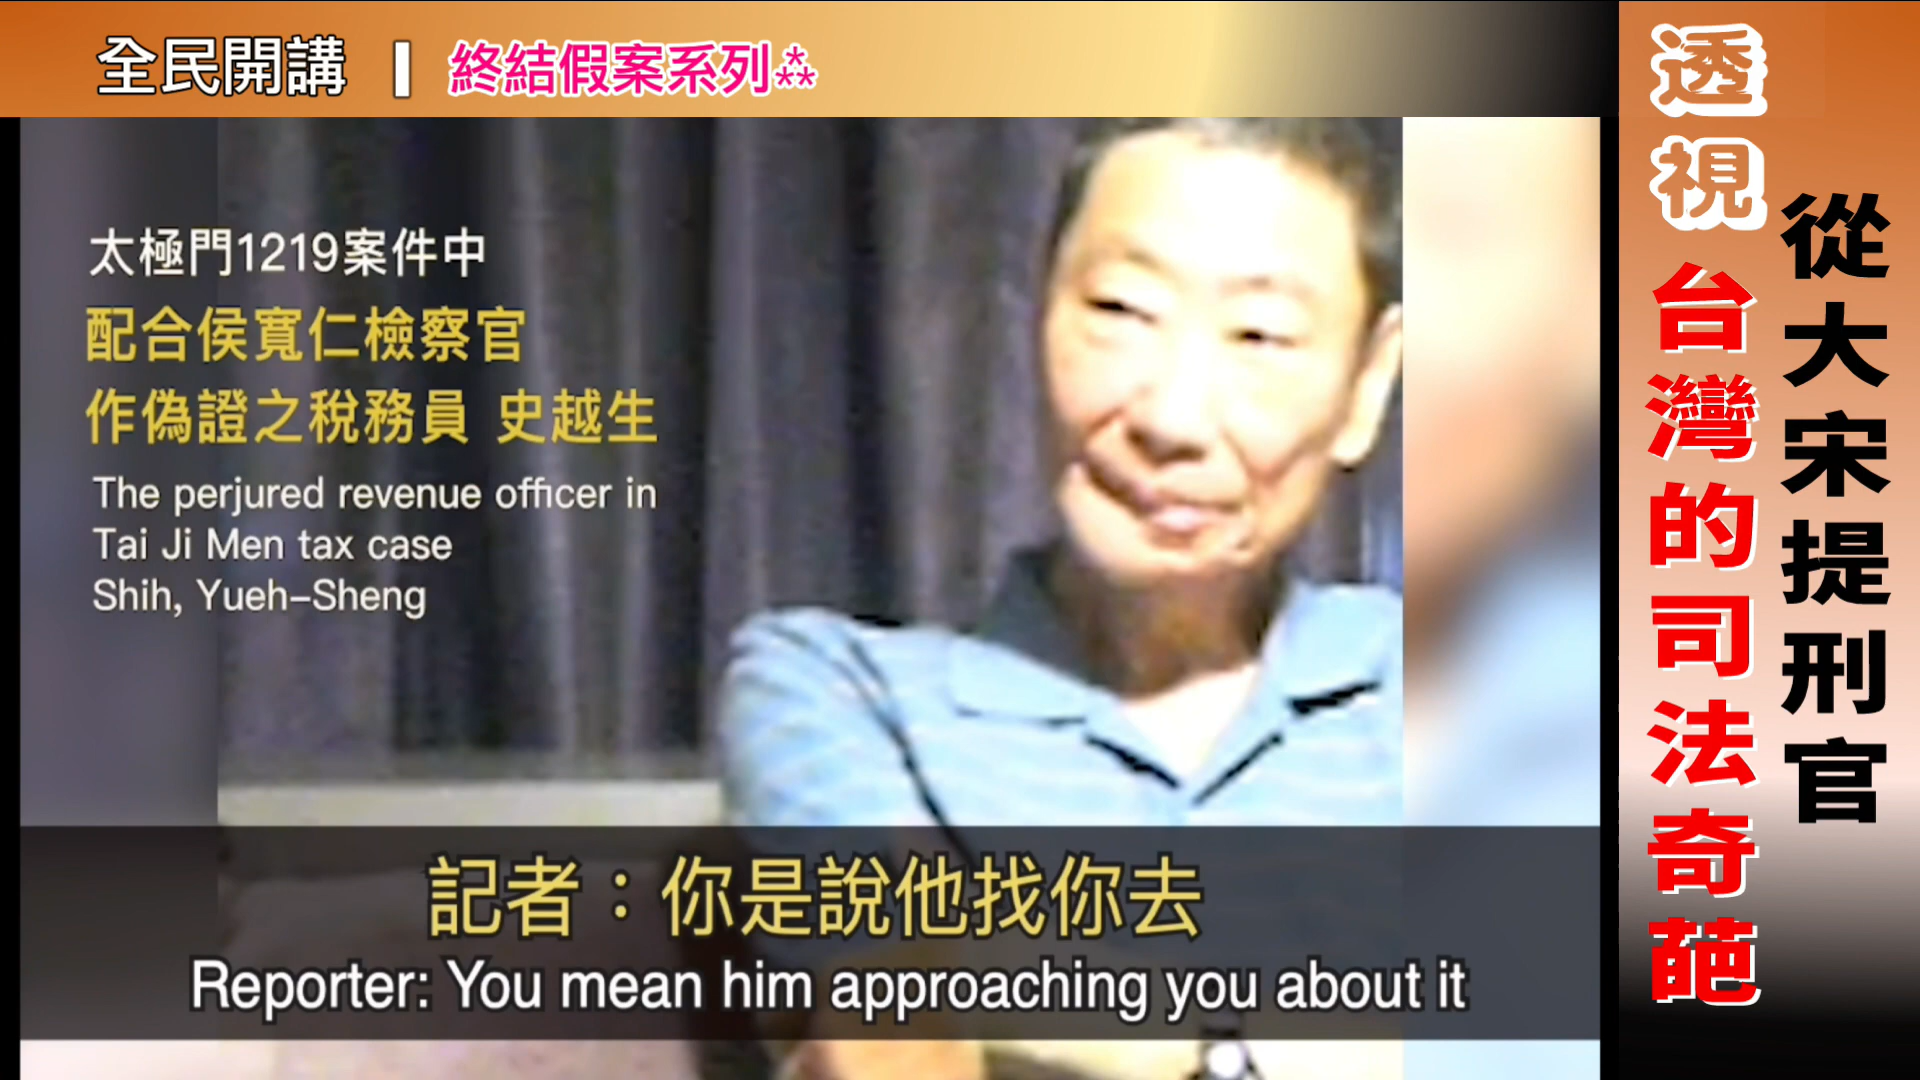 全民開講 | 終結假案系列⁂
太極門1219案件中
配合侯寬仁檢察官
作偽證之稅務員 史越生
The perjured revenue officer in
Tai Ji Men tax case
Shih, Yueh-Sheng
記者：你是說他找你去
Reporter: You mean him approaching you about it
從大宋提刑官
透視台灣的司法奇葩